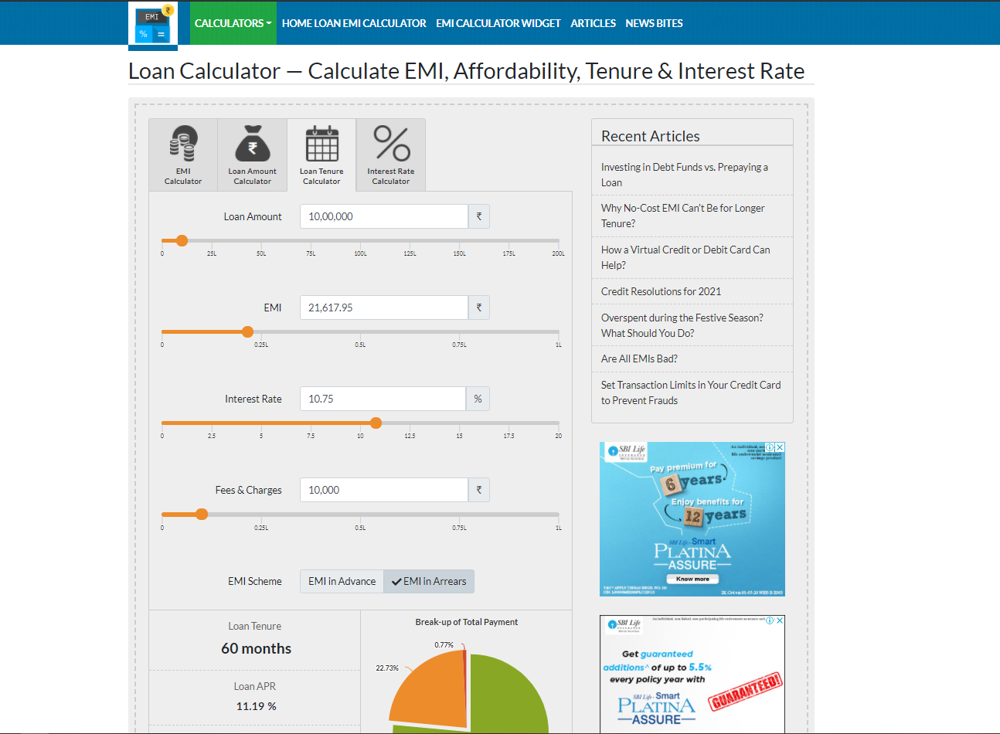 EMI
₹
%
=
CALCULATORS
HOME LOAN EMI CALCULATOR
EMI CALCULATOR WIDGET
ARTICLES
NEWS BITES
Loan Calculator — Calculate EMI, Affordability, Tenure & Interest Rate
EMI
Calculator
₹
Loan Amount
Calculator
Loan Tenure
Calculator
Interest Rate
Calculator
Loan Amount
10,00,000
₹
0 25L 50L 75L 100L 125L 150L 175L 200L
EMI
21,617.95
₹
0 0.25L 0.5L 0.75L 1L
Interest Rate
10.75
%
0 2.5 5 7.5 10 12.5 15 17.5 20
Fees & Charges
10,000
₹
0 0.25L 0.5L 0.75L 1L
EMI Scheme
EMI in Advance
EMI in Arrears
Loan Tenure
60 months
Loan APR
11.19 %
Break-up of Total Payment
0.77%
22.73%
Recent Articles
Investing in Debt Funds vs. Prepaying a
Loan
Why No-Cost EMI Can't Be for Longer
Tenure?
How a Virtual Credit or Debit Card Can
Help?
Credit Resolutions for 2021
Overspent during the Festive Season?
What Should You Do?
Are All EMIs Bad?
Set Transaction Limits in Your Credit Card
to Prevent Frauds
SBI Life
INSURANCE
Pay premium for
6 years.
Enjoy benefits for
12 years
SBI Life - Smart
PLATINA
ASSURE
Know more
SBI Life
INSURANCE
Get guaranteed
additions^ of up to 5.5%
every policy year with
SBI Life - Smart
PLATINA
ASSURE
GUARANTEED!